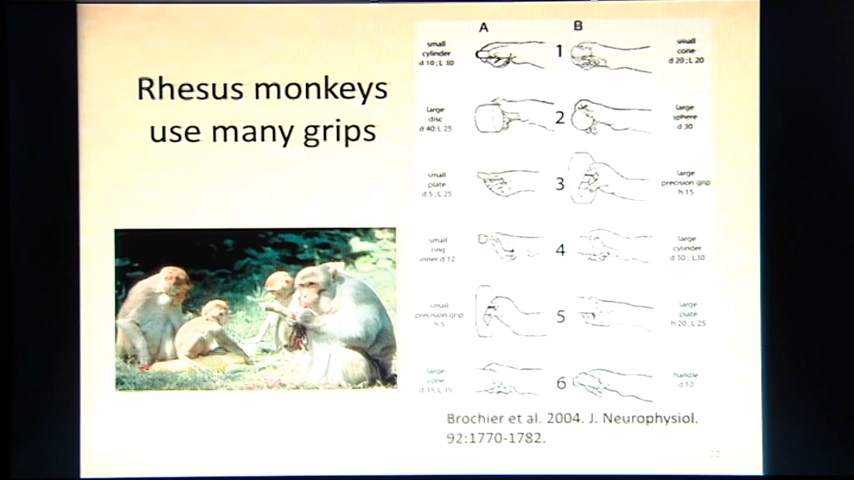 Rhesus monkeys
use many grips
A
B
small
cylinder
d 10; L 30
1
small
cone
d 20; L 20
large
disc
d 40; L 25
2
large
sphere
d 30
small
plate
d 5; L 25
3
large
precision grip
h 15
small
ring
inner d 12
4
large
cylinder
d 30; L30
small
precision grip
h 5
5
large
plate
h 20; L 25
large
cone
6
handle
d 10
Brochier et al. 2004. J. Neurophysiol.
92:1770-1782.
22